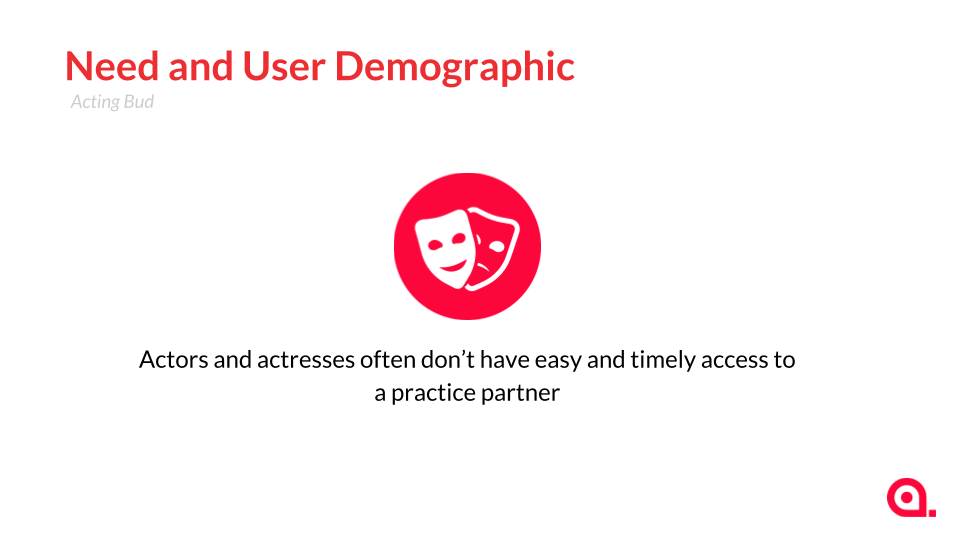 Need and User Demographic
Acting Bud
Actors and actresses often don’t have easy and timely access to
a practice partner
a.